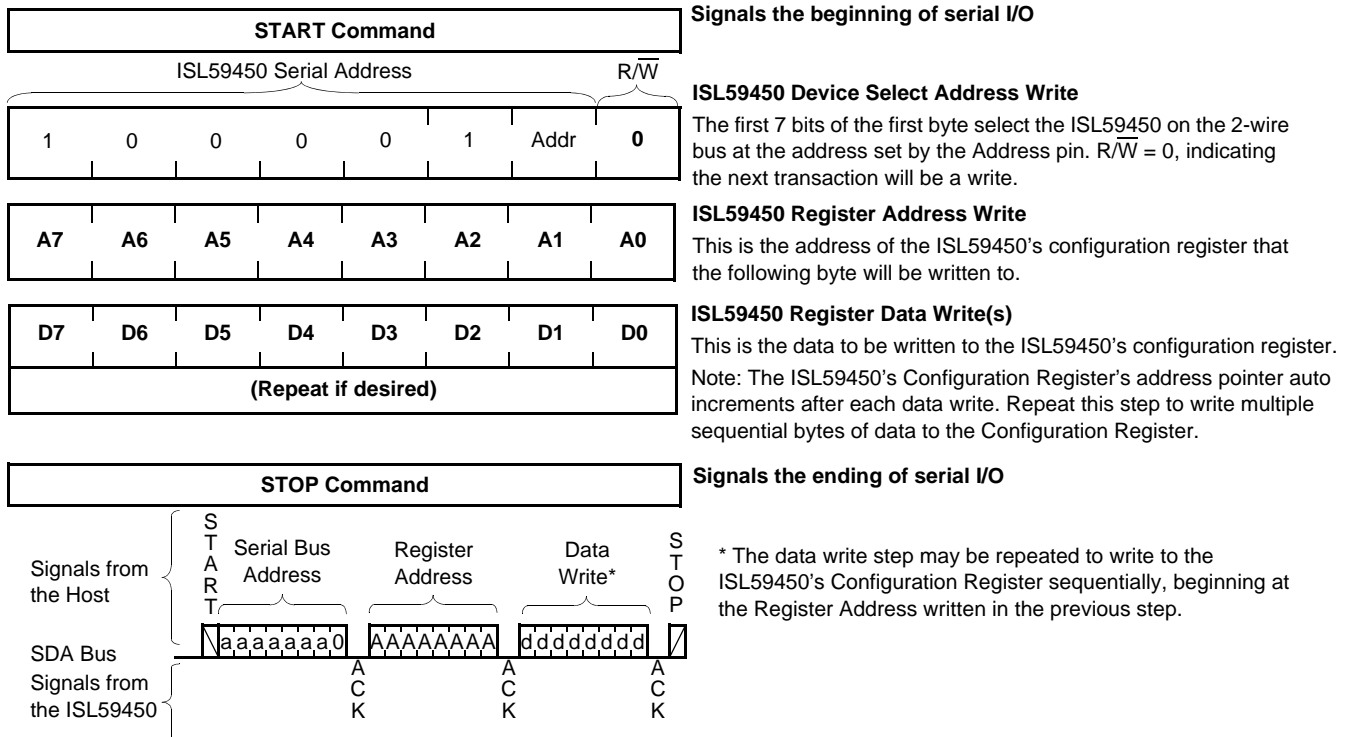 START Command
Signals the beginning of serial I/O
ISL59450 Serial Address
R/W
1 0 0 0 0 1 Addr 0
ISL59450 Device Select Address Write
The first 7 bits of the first byte select the ISL59450 on the 2-wire
bus at the address set by the Address pin. R/W = 0, indicating
the next transaction will be a write.
A7 A6 A5 A4 A3 A2 A1 A0
ISL59450 Register Address Write
This is the address of the ISL59450's configuration register that
the following byte will be written to.
D7 D6 D5 D4 D3 D2 D1 D0
(Repeat if desired)
ISL59450 Register Data Write(s)
This is the data to be written to the ISL59450's configuration register.
Note: The ISL59450's Configuration Register's address pointer auto
increments after each data write. Repeat this step to write multiple
sequential bytes of data to the Configuration Register.
STOP Command
Signals the ending of serial I/O
Signals from
the Host
START
Serial Bus
Address
Register
Address
Data
Write*
STOP
* The data write step may be repeated to write to the
ISL59450's Configuration Register sequentially, beginning at
the Register Address written in the previous step.
SDA Bus
a a a a a a a 0
A A A A A A A A
d d d d d d d d
Signals from
the ISL59450
ACK
ACK
ACK